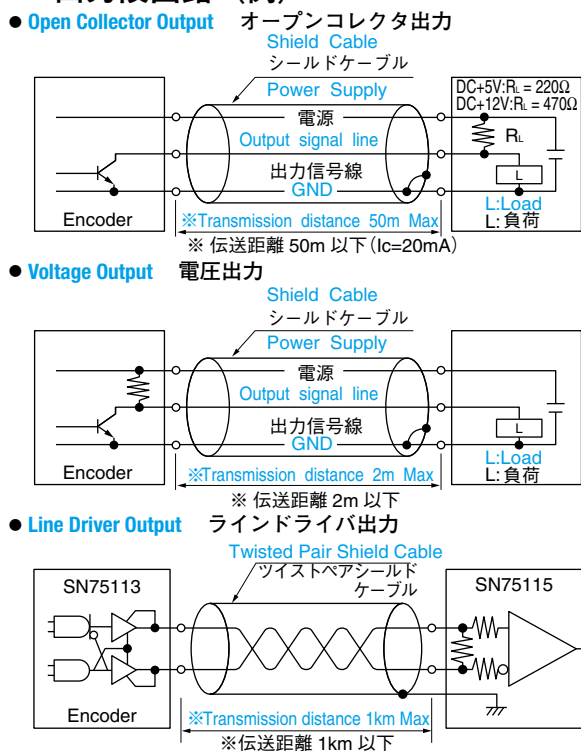 ● Open Collector Output オープンコレクタ出力
Shield Cable
シールドケーブル
Power Supply
電源
Output signal line
出力信号線
GND
Encoder
DC+5V:RL = 220Ω
DC+12V:RL = 470Ω
RL
L
L:Load
L:負荷
※Transmission distance 50m Max
※ 伝送距離 50m 以下(Ic=20mA)
● Voltage Output 電圧出力
Shield Cable
シールドケーブル
Power Supply
電源
Output signal line
出力信号線
GND
Encoder
L
L:Load
L:負荷
※Transmission distance 2m Max
※ 伝送距離 2m 以下
● Line Driver Output ラインドライバ出力
Twisted Pair Shield Cable
ツイストペアシールド
ケーブル
SN75113
SN75115
Encoder
※Transmission distance 1km Max
※伝送距離 1km 以下